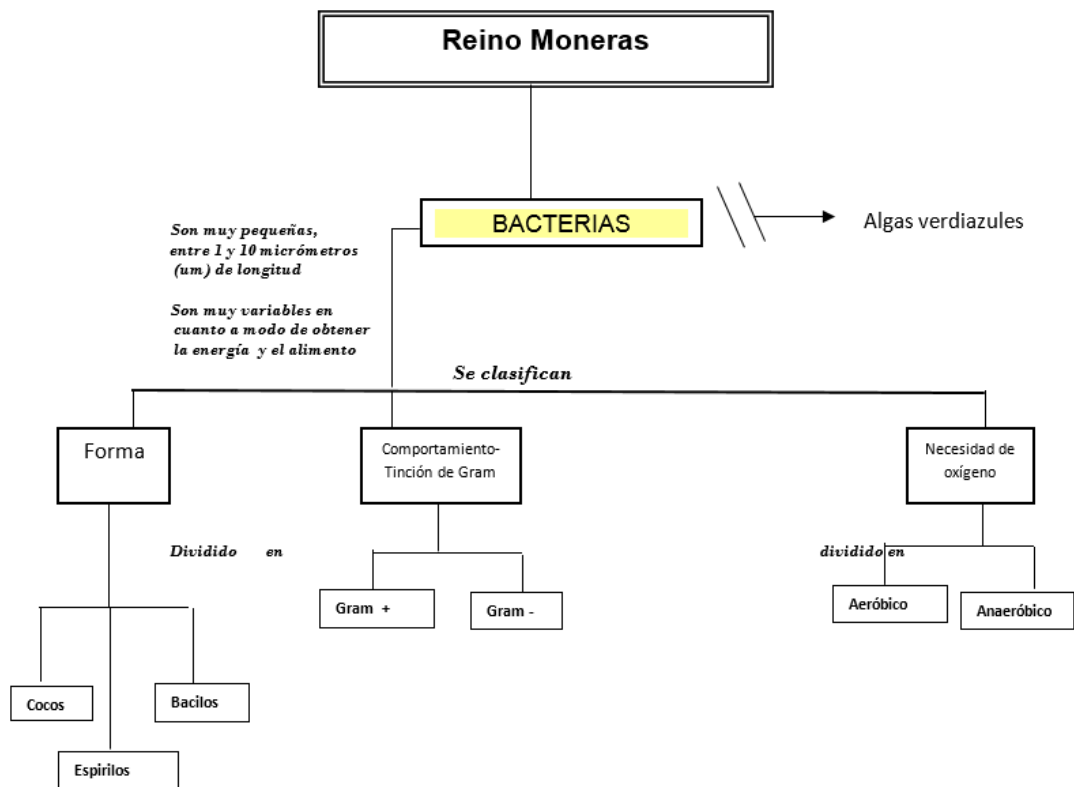 Reino Moneras
BACTERIAS
Algas verdiazules
Son muy pequeñas,
entre 1 y 10 micrómetros
(um) de longitud
Son muy variables en
cuanto a modo de obtener
la energía y el alimento
Se clasifican
Forma
Comportamiento-
Tinción de Gram
Necesidad de
oxígeno
Dividido en
dividido en
Gram +
Gram -
Aeróbico
Anaeróbico
Cocos
Bacilos
Espirilos